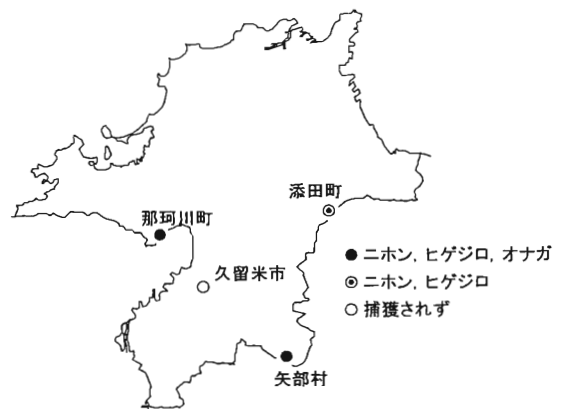 添田町
那珂川町
● ニホン, ヒゲジロ, オナガ
久留米市
◉ ニホン, ヒゲジロ
○ 捕獲されず
矢部村